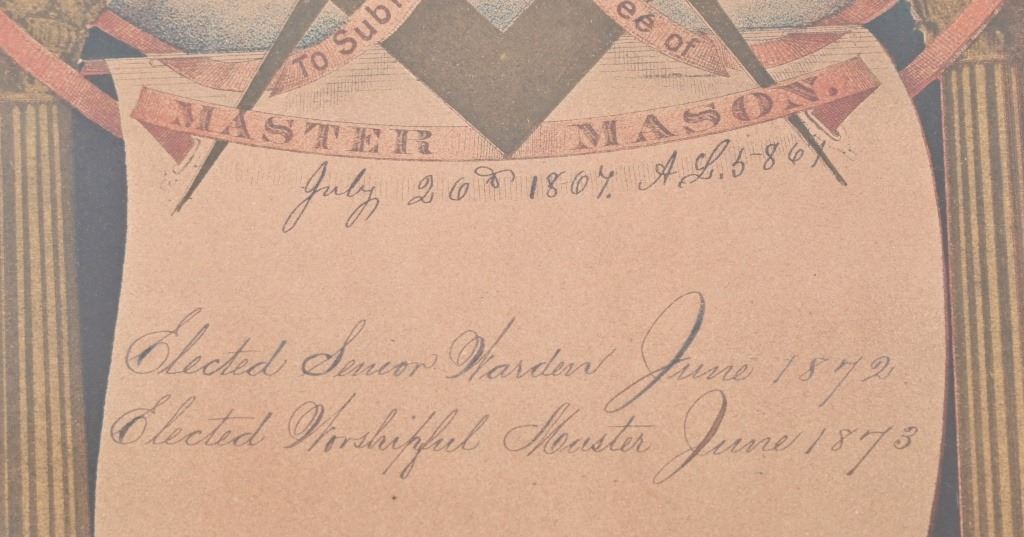 To Subl
ee of
MASTER MASON.
July 26d 1867. A L. 5867
Elected Senior Warden June 1872
Elected Worshipful Master June 1873